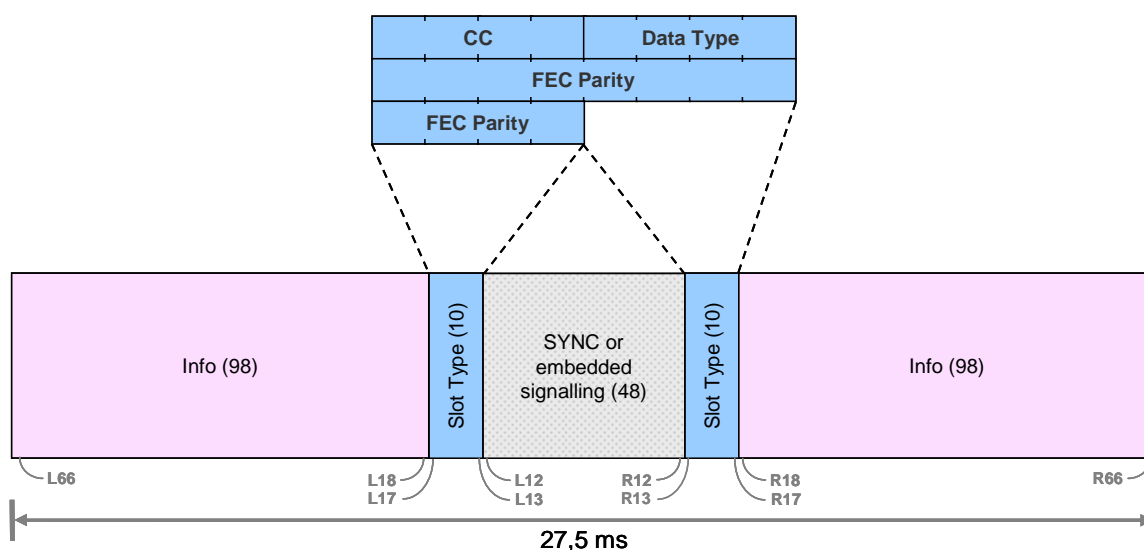 CC Data Type
FEC Parity
FEC Parity
Info (98)
Slot Type (10)
SYNC or
embedded
signalling (48)
Slot Type (10)
Info (98)
L66 L18 L12 R12 R18 R66
L17 L13 R13 R17
27,5 ms